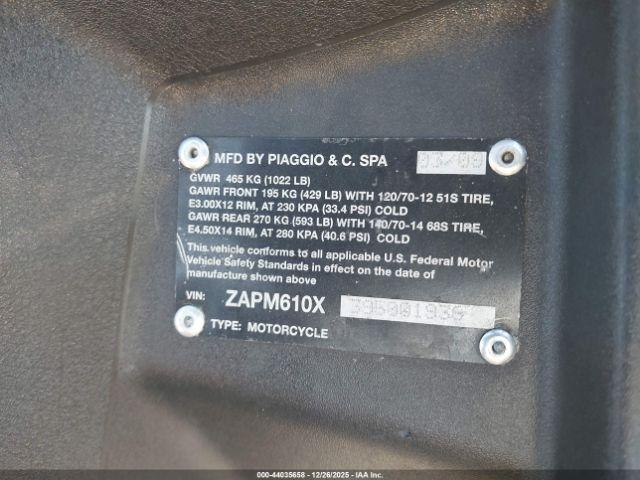 MFD BY PIAGGIO & C. SPA
GVWR 465 KG (1022 LB)
GAWR FRONT 195 KG (429 LB) WITH 120/70-12 51S TIRE,
E3.00X12 RIM, AT 230 KPA (33.4 PSI) COLD
GAWR REAR 270 KG (593 LB) WITH 140/70-14 68S TIRE,
E4.50X14 RIM, AT 280 KPA (40.6 PSI) COLD
This vehicle conforms to all applicable U.S. Federal Motor
Vehicle Safety Standards in effect on the date of
manufacture shown above
VIN: ZAPM610X
TYPE: MOTORCYCLE
000-44035658 - 12/26/2025 - IAA Inc.